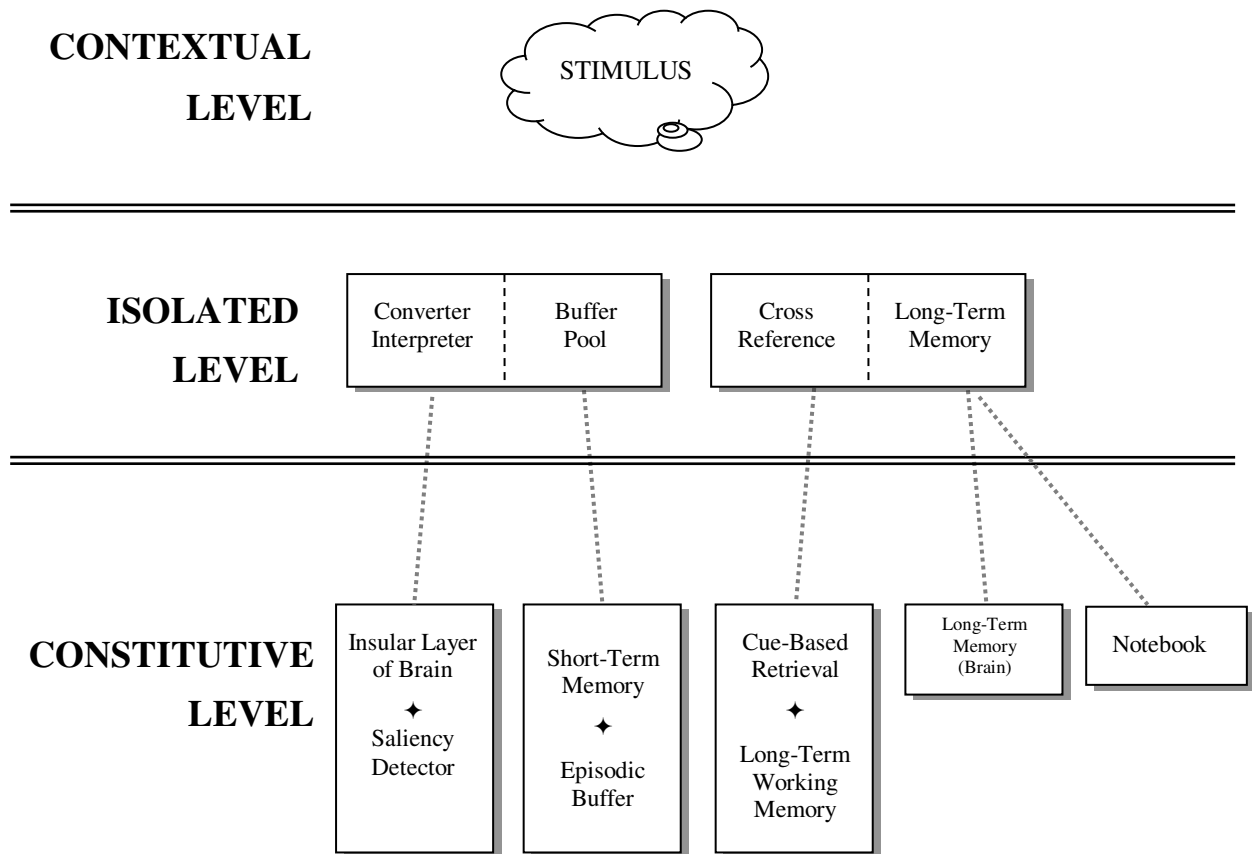 CONTEXTUAL
LEVEL
STIMULUS
ISOLATED
LEVEL
Converter
Interpreter
Buffer
Pool
Cross
Reference
Long-Term
Memory
CONSTITUTIVE
LEVEL
Insular Layer
of Brain
✦
Saliency
Detector
Short-Term
Memory
✦
Episodic
Buffer
Cue-Based
Retrieval
✦
Long-Term
Working
Memory
Long-Term
Memory
(Brain)
Notebook